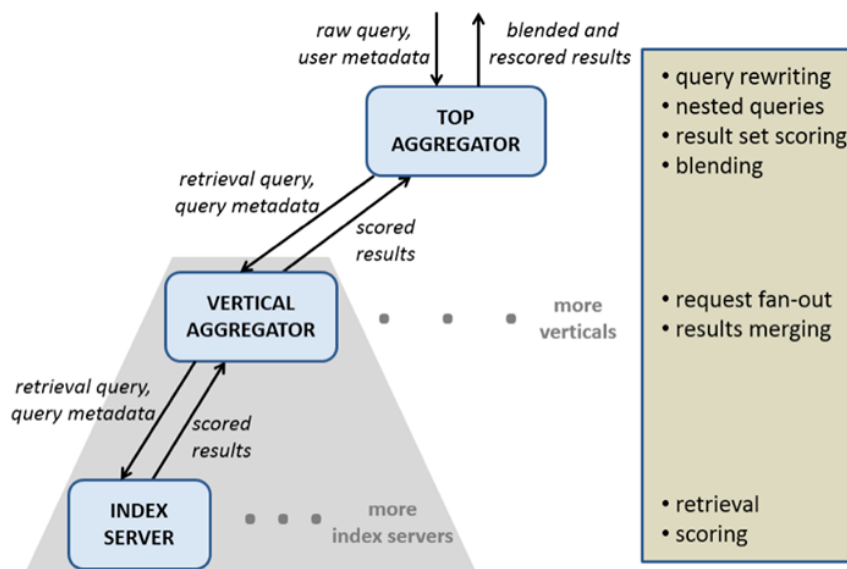 raw query,
user metadata
blended and
rescored results
TOP
AGGREGATOR
• query rewriting
• nested queries
• result set scoring
• blending
retrieval query,
query metadata
scored
results
VERTICAL
AGGREGATOR
more
verticals
• request fan-out
• results merging
retrieval query,
query metadata
scored
results
INDEX
SERVER
more
index servers
• retrieval
• scoring